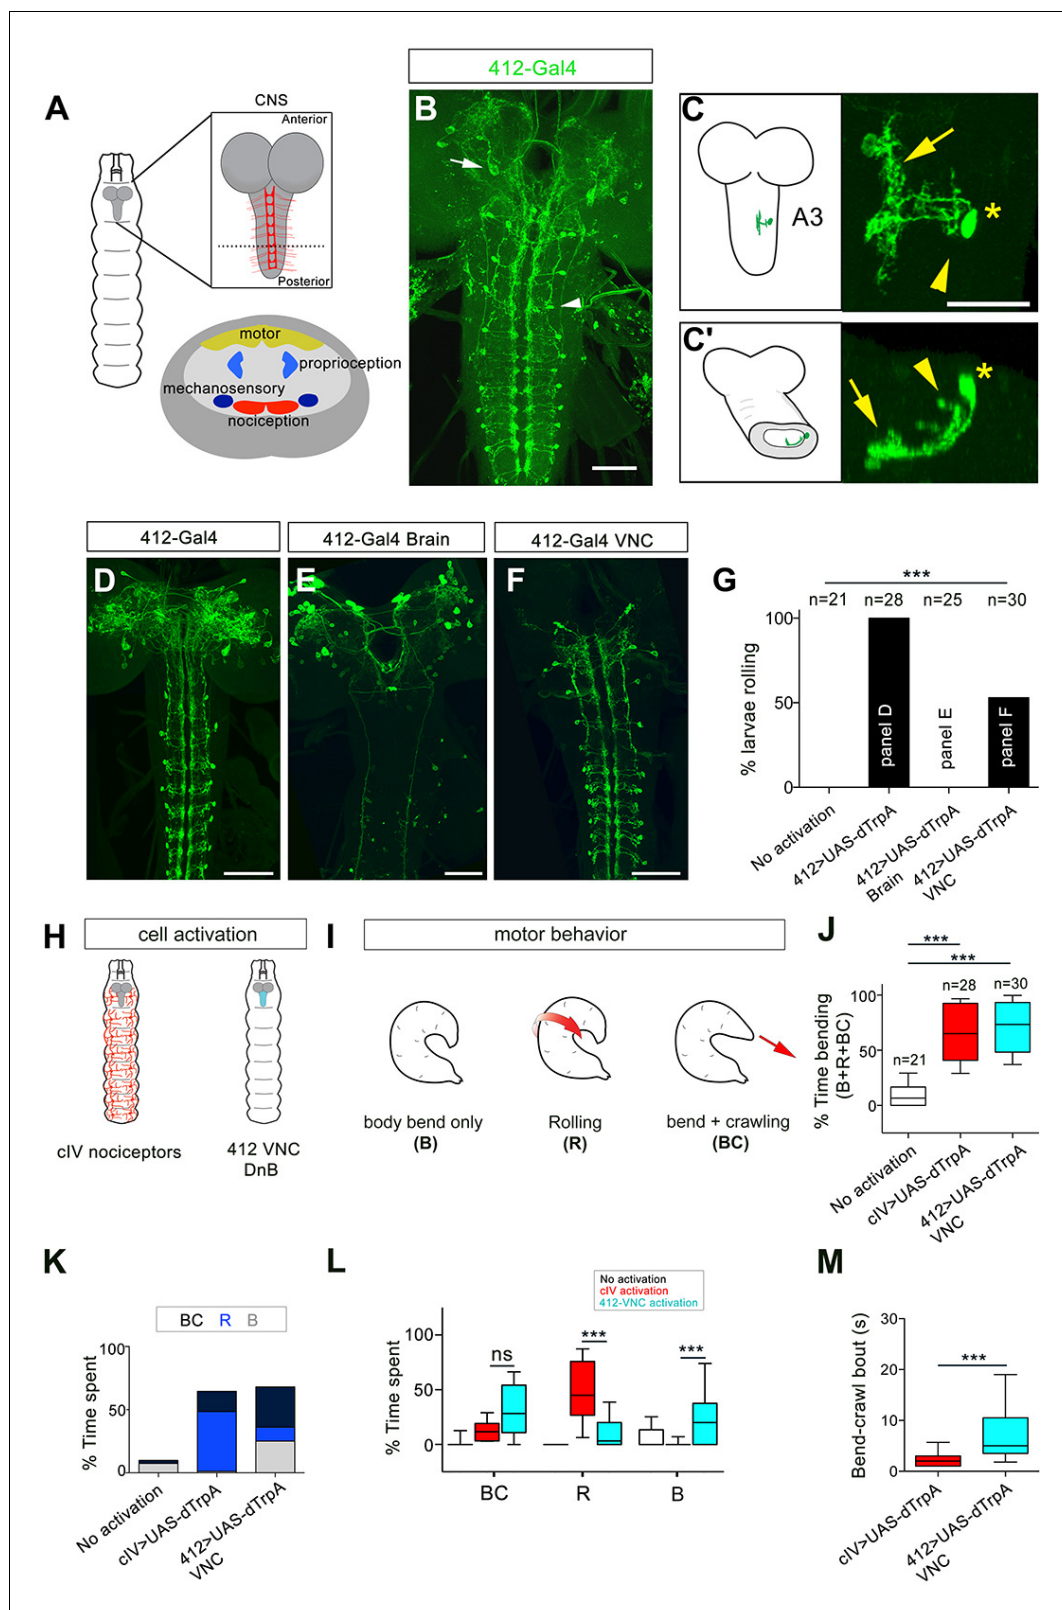 412-Gal4
A
CNS
Anterior
Posterior
motor
proprioception
mechanosensory
nociception
B
C
A3
*
C'
*
412-Gal4
412-Gal4 Brain
412-Gal4 VNC
D
E
F
G
***
n=21
n=28
n=25
n=30
% larvae rolling
100
50
0
panel D
panel E
panel F
No activation
412>UAS-dTrpA
412>UAS-dTrpA
Brain
412>UAS-dTrpA
VNC
H
cell activation
cIV nociceptors
412 VNC
DnB
I
motor behavior
body bend only
(B)
Rolling
(R)
bend + crawling
(BC)
J
***
***
n=28
n=30
n=21
% Time bending
(B+R+BC)
100
50
0
No activation
cIV>UAS-dTrpA
412>UAS-dTrpA
VNC
K
BC R B
% Time spent
100
50
0
No activation
cIV>UAS-dTrpA
412>UAS-dTrpA
VNC
L
No activation
cIV activation
412-VNC activation
% Time spent
100
50
0
ns
***
***
BC
R
B
M
Bend-crawl bout (s)
30
20
10
0
***
cIV>UAS-dTrpA
412>UAS-dTrpA
VNC